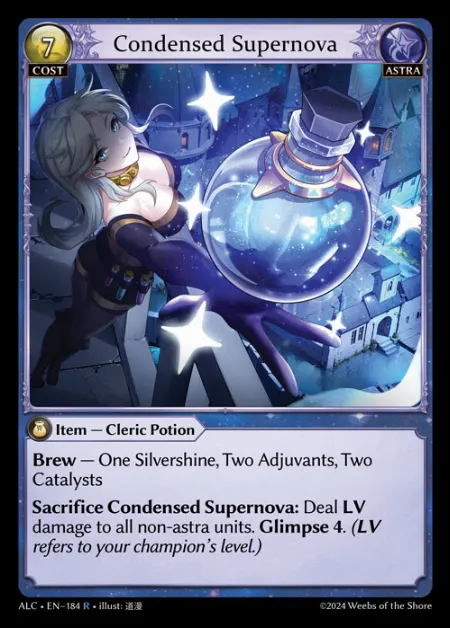 7
Condensed Supernova
COST
ASTRA
Item — Cleric Potion
Brew — One Silvershine, Two Adjuvants, Two
Catalysts
Sacrifice Condensed Supernova: Deal LV
damage to all non-astra units. Glimpse 4. (LV
refers to your champion's level.)
ALC • EN-184 R • illust: 道漫
©2024 Weebs of the Shore